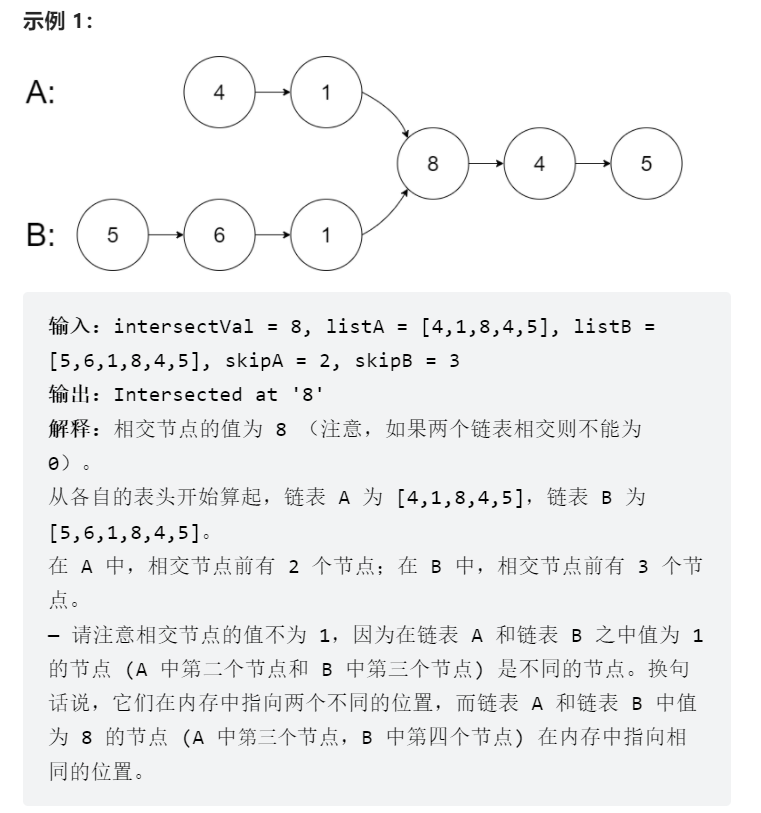 示例 1：
A: 4 1
8 4 5
B: 5 6 1
输入：intersectVal = 8, listA = [4,1,8,4,5], listB =
[5,6,1,8,4,5], skipA = 2, skipB = 3
输出：Intersected at '8'
解释：相交节点的值为 8 （注意，如果两个链表相交则不能为
0）。
从各自的表头开始算起，链表 A 为 [4,1,8,4,5]，链表 B 为
[5,6,1,8,4,5]。
在 A 中，相交节点前有 2 个节点；在 B 中，相交节点前有 3 个节
点。
— 请注意相交节点的值不为 1，因为在链表 A 和链表 B 之中值为 1
的节点 (A 中第二个节点和 B 中第三个节点) 是不同的节点。换句
话说，它们在内存中指向两个不同的位置，而链表 A 和链表 B 中值
为 8 的节点 (A 中第三个节点，B 中第四个节点) 在内存中指向相
同的位置。